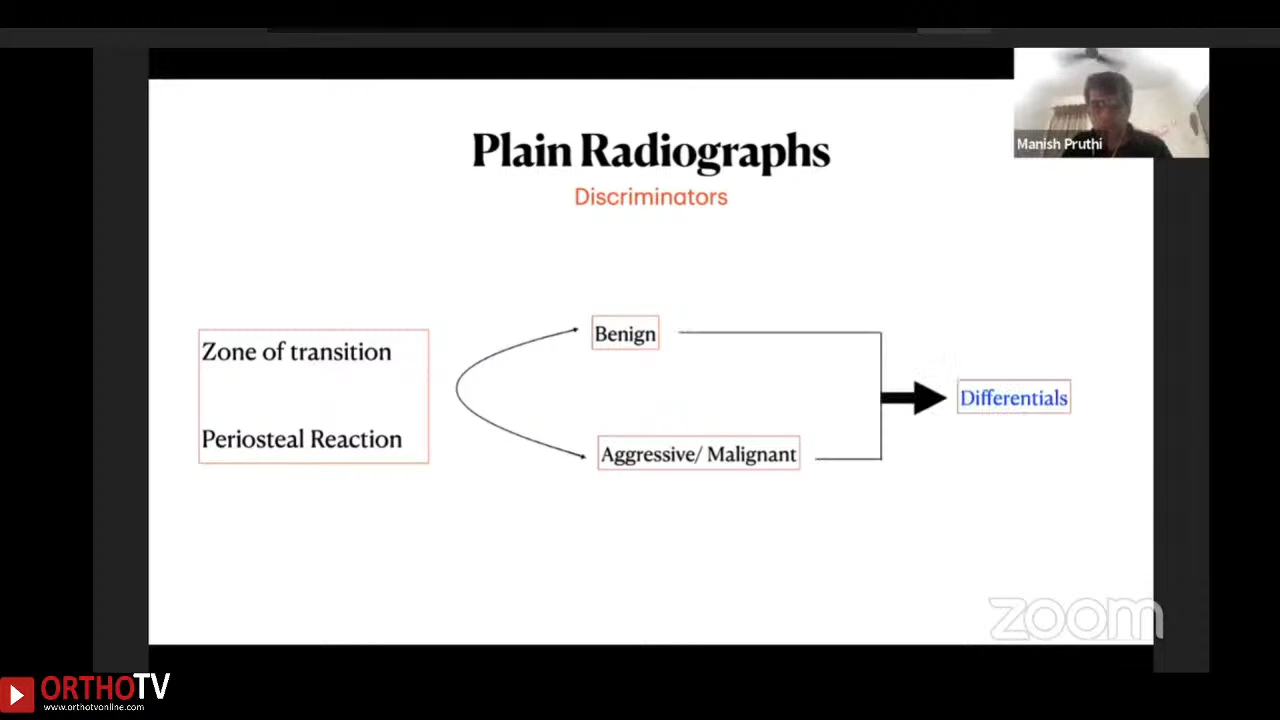 Manish Pruthi
Plain Radiographs
Discriminators
Zone of transition
Periosteal Reaction
Benign
Aggressive/ Malignant
Differentials
zoom
ORTHOTV
www.orthotvonline.com